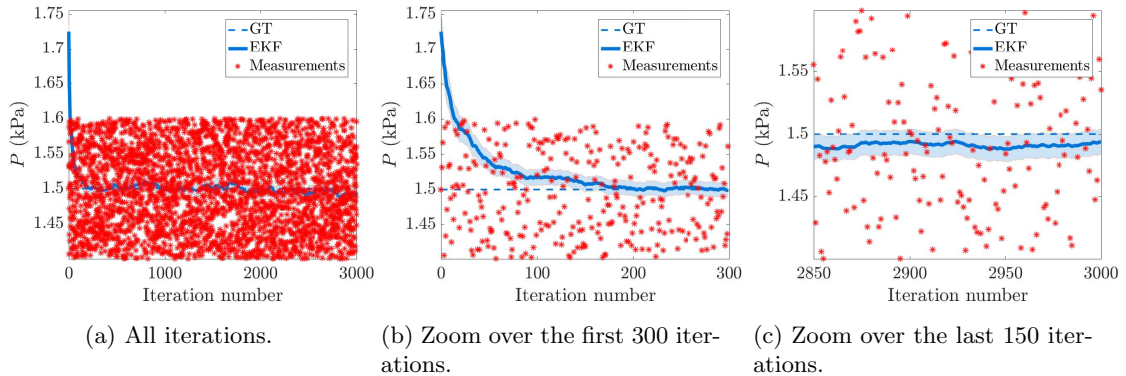 1.75
1.7
1.65
1.6
1.55
1.5
1.45
P (kPa)
0 1000 2000 3000
Iteration number
GT
EKF
Measurements
(a) All iterations.
1.75
1.7
1.65
1.6
1.55
1.5
1.45
P (kPa)
0 100 200 300
Iteration number
GT
EKF
Measurements
(b) Zoom over the first 300 iter-
ations.
1.55
1.5
1.45
P (kPa)
2850 2900 2950 3000
Iteration number
GT
EKF
Measurements
(c) Zoom over the last 150 iter-
ations.